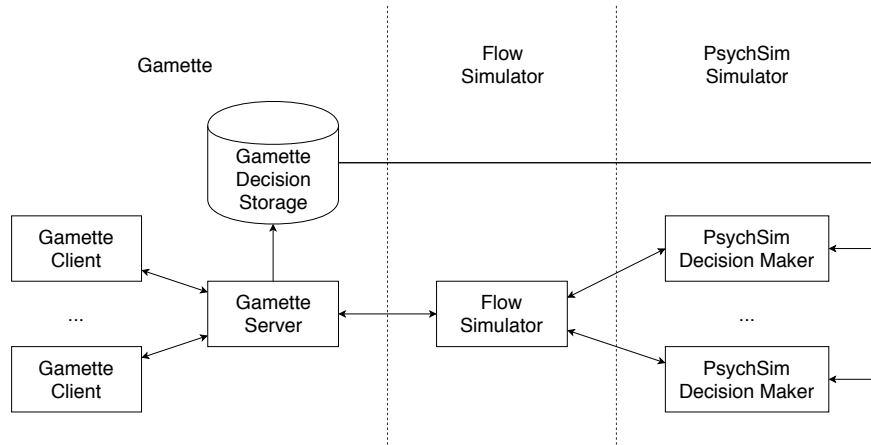 Gamette
Flow
Simulator
PsychSim
Simulator
Gamette
Decision
Storage
Gamette
Client
...
Gamette
Client
Gamette
Server
Flow
Simulator
PsychSim
Decision Maker
...
PsychSim
Decision Maker